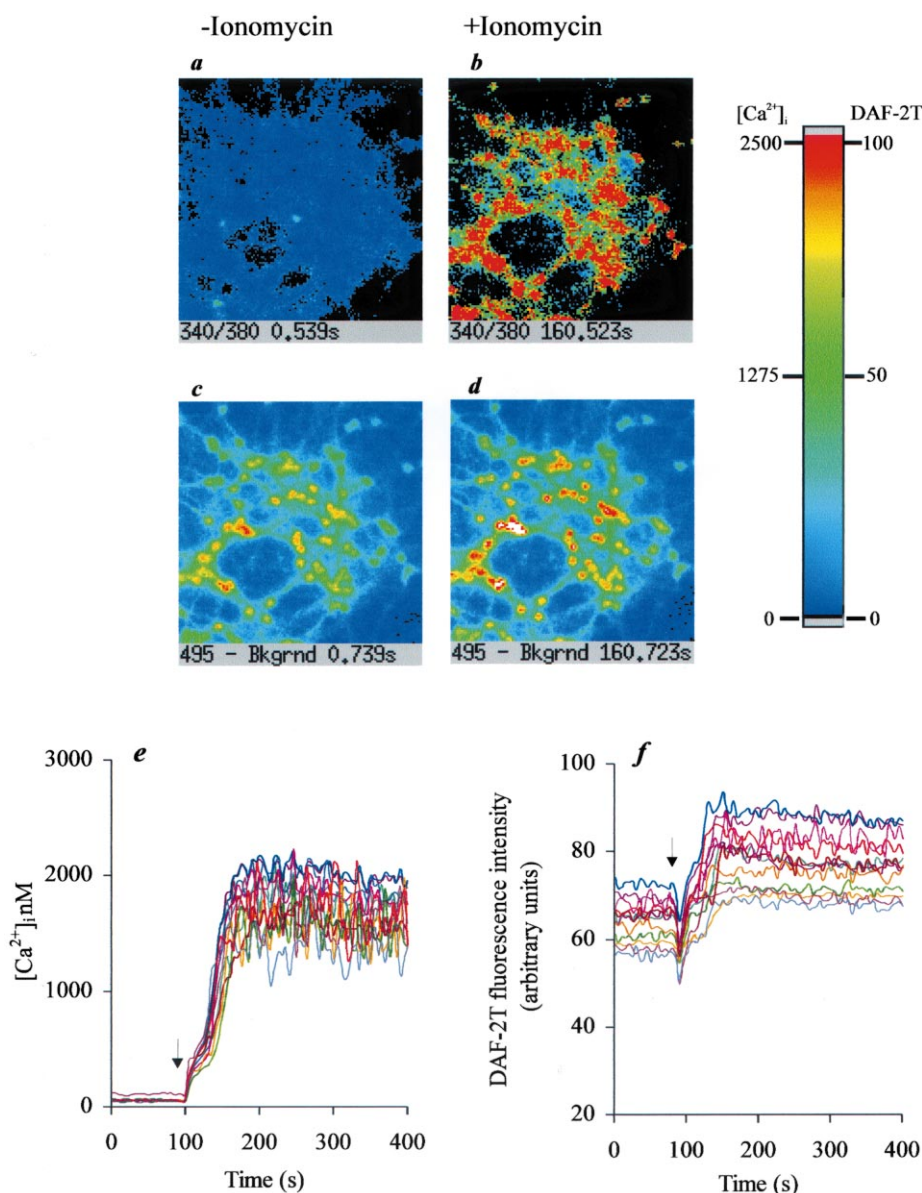 -Ionomycin +Ionomycin
a b
340/380 0.539s 340/380 160.523s
c d
495 - Bkgrnd 0.739s 495 - Bkgrnd 160.723s
[Ca²⁺]ᵢ DAF-2T
2500 100
1275 50
0 0
e
[Ca²⁺]ᵢnM
3000
2000
1000
0
0 100 200 300 400
Time (s)
f
DAF-2T fluorescence intensity
(arbitrary units)
100
80
60
40
20
0 100 200 300 400
Time (s)